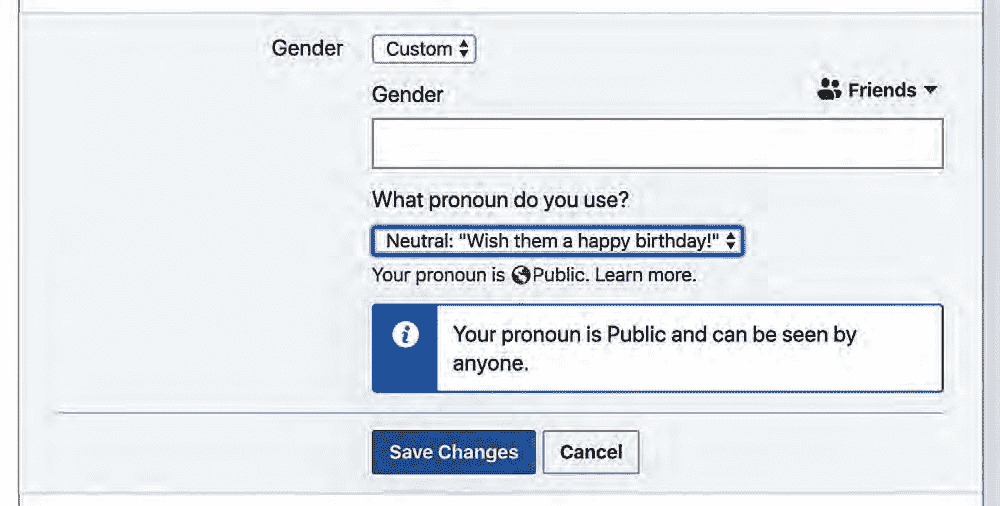 Gender Custom
Gender Friends
What pronoun do you use?
Neutral: "Wish them a happy birthday!"
Your pronoun is Public. Learn more.
Your pronoun is Public and can be seen by
anyone.
Save Changes Cancel